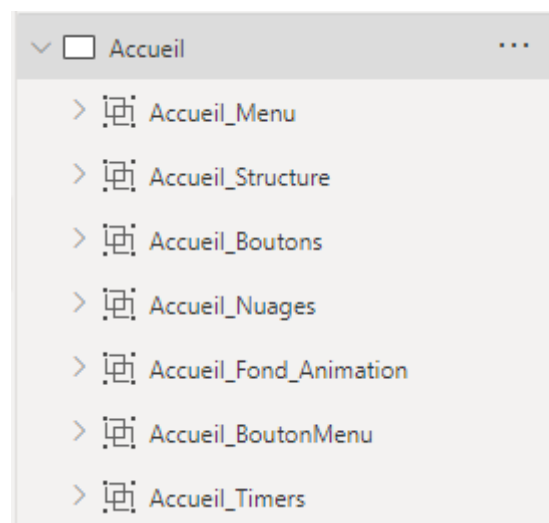 Accueil
Accueil_Menu
Accueil_Structure
Accueil_Boutons
Accueil_Nuages
Accueil_Fond_Animation
Accueil_BoutonMenu
Accueil_Timers